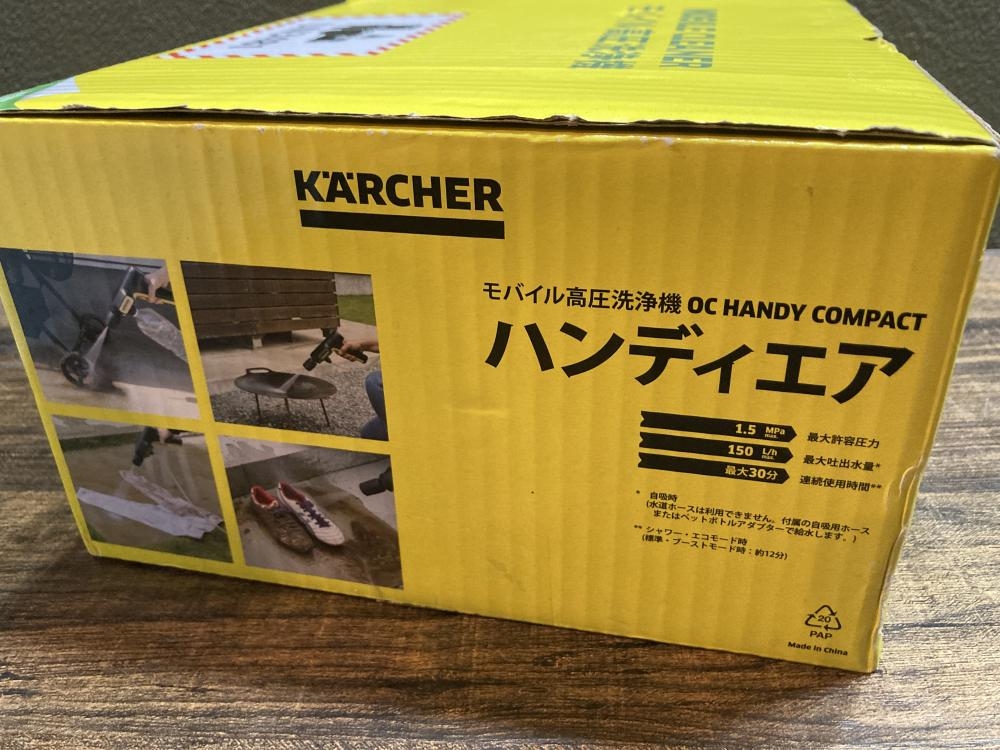 MOBILE CLEANER
KÄRCHER
モバイル高圧洗浄機 OC HANDY COMPACT
ハンディエア
1.5 MPa max. 最大許容圧力
150 L/h max. 最大吐出水量*
最大30分 連続使用時間**
* 自吸時
(水道ホースは利用できません。付属の自吸用ホース
またはペットボトルアダプターで給水します。)
** シャワー・エコモード時
(標準・ブーストモード時:約12分)
20
PAP
Made in China